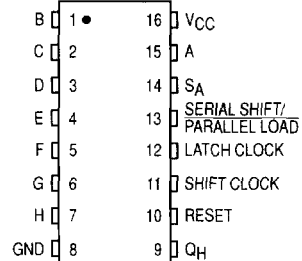 B 1 16 VCC
C 2 15 A
D 3 14 SA
E 4 13 SERIAL SHIFT/
PARALLEL LOAD
F 5 12 LATCH CLOCK
G 6 11 SHIFT CLOCK
H 7 10 RESET
GND 8 9 QH